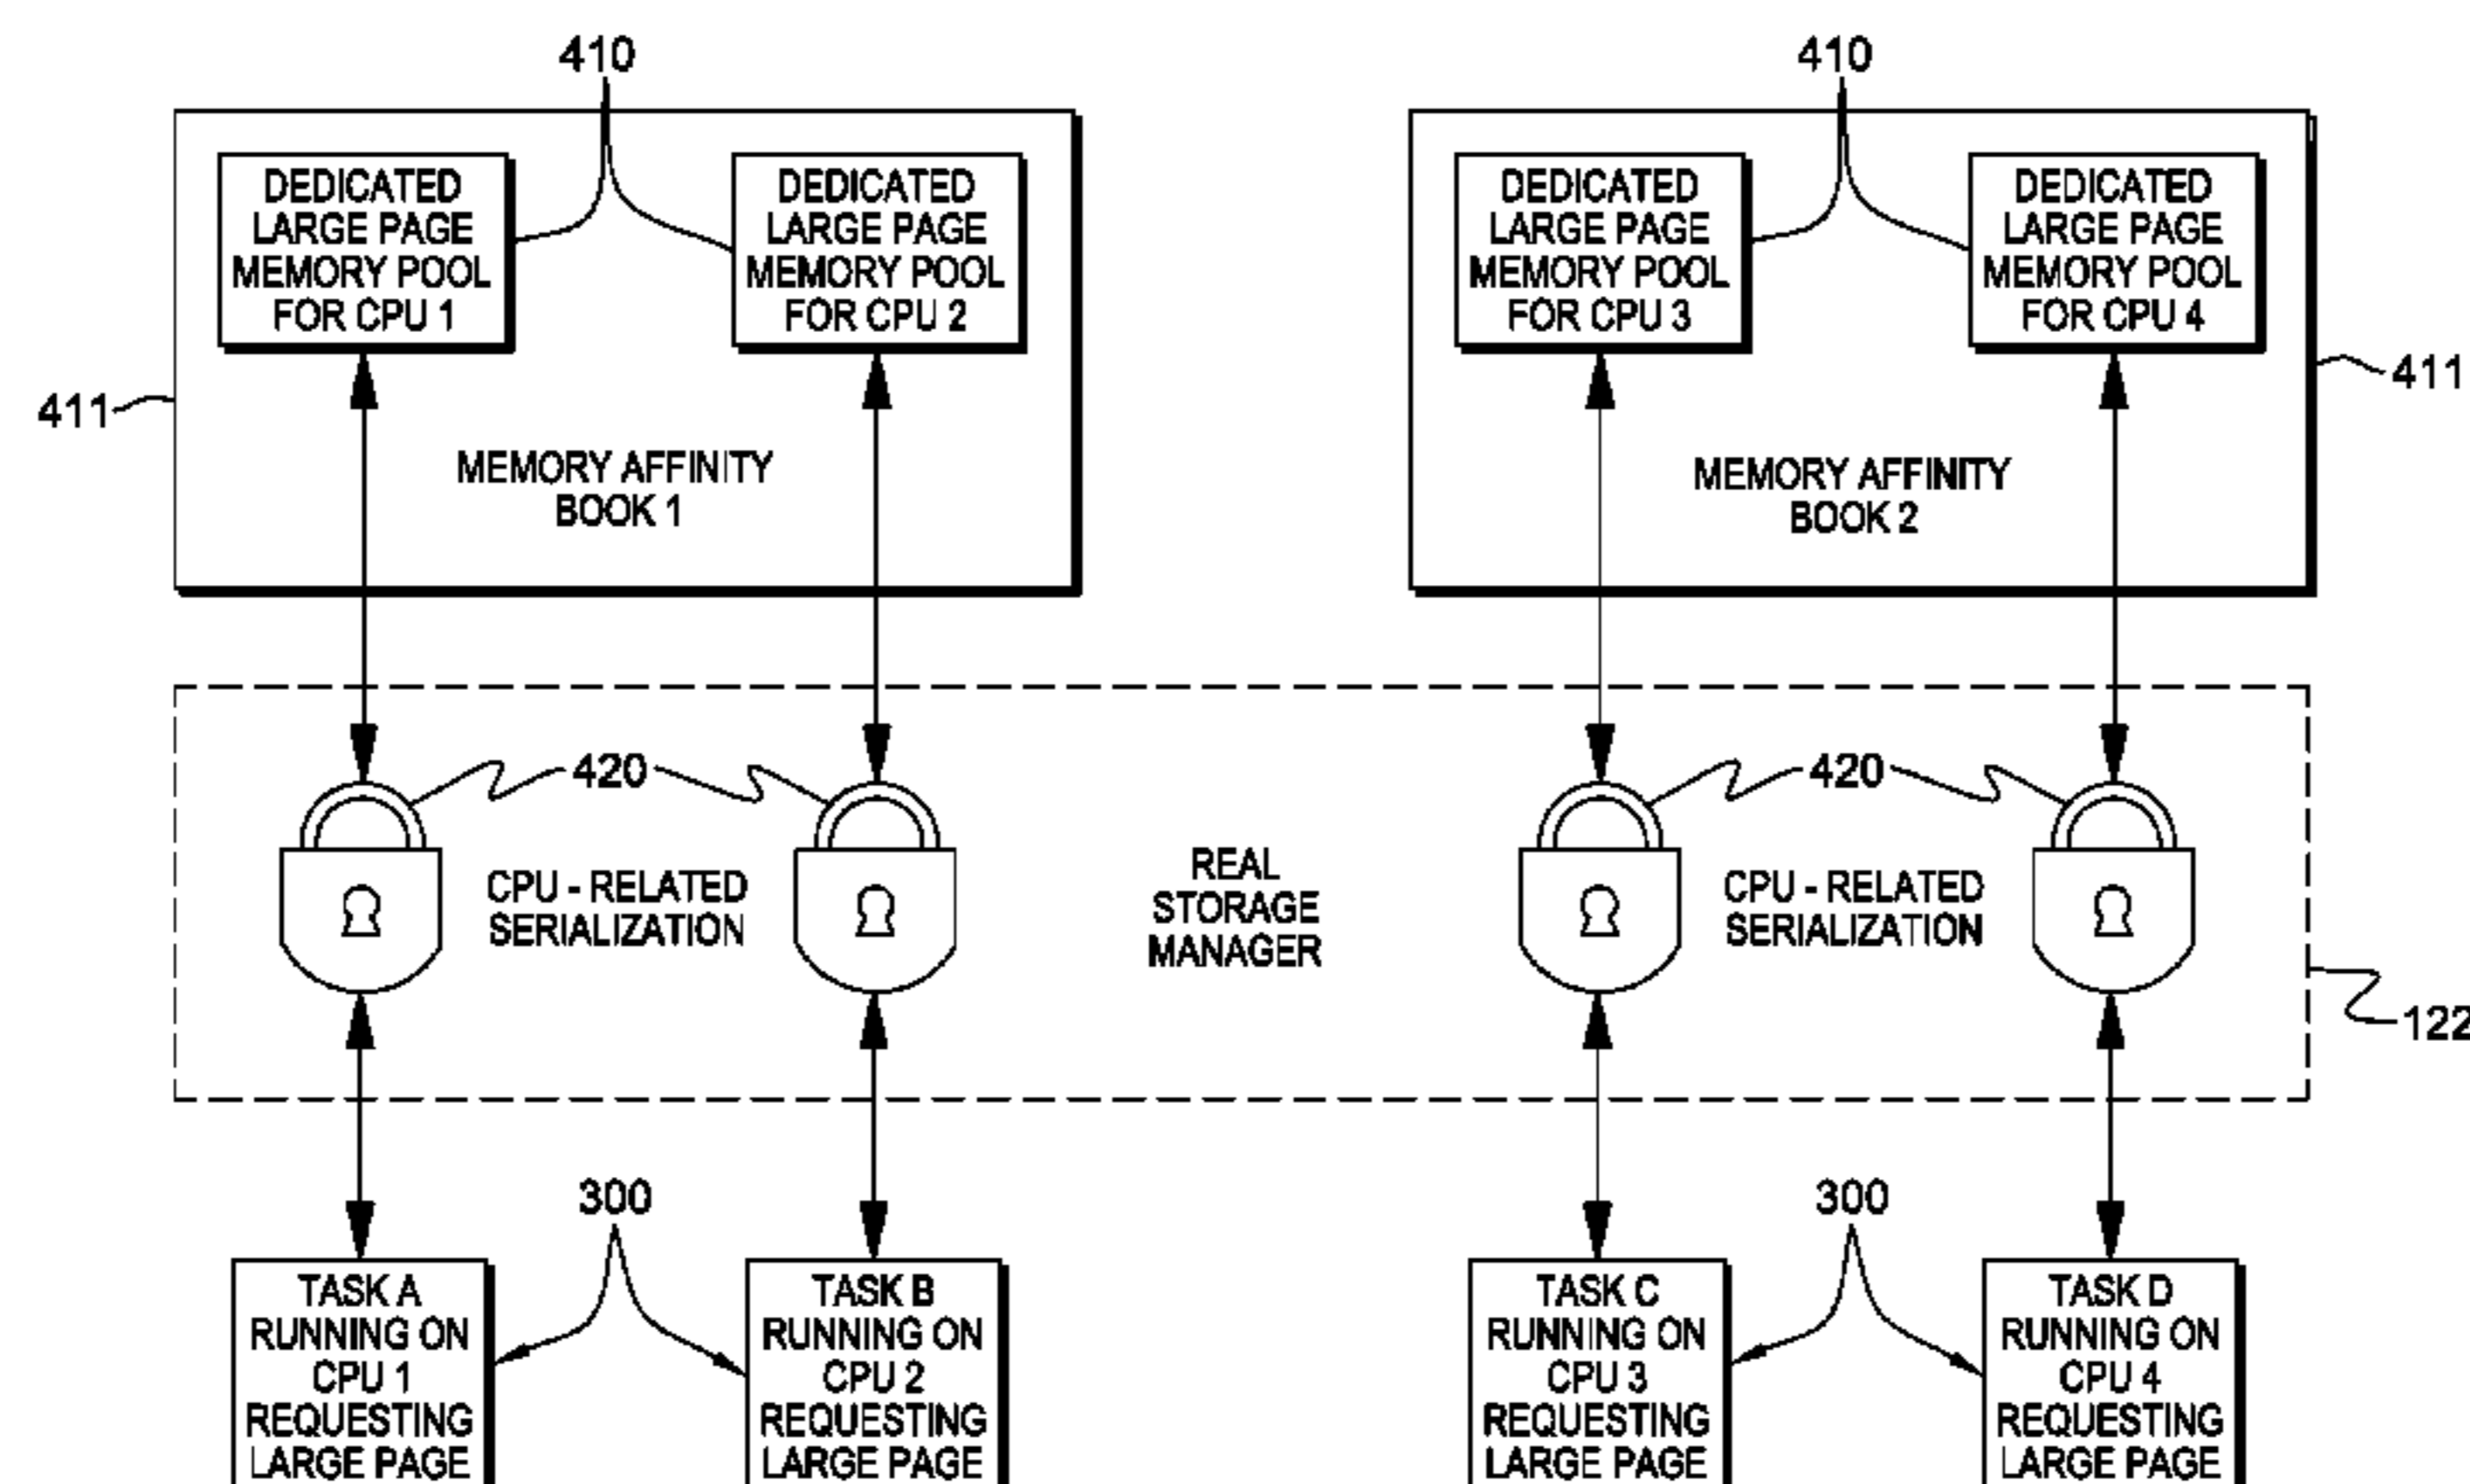 410
410
DEDICATED
LARGE PAGE
MEMORY POOL
FOR CPU 1
DEDICATED
LARGE PAGE
MEMORY POOL
FOR CPU 2
DEDICATED
LARGE PAGE
MEMORY POOL
FOR CPU 3
DEDICATED
LARGE PAGE
MEMORY POOL
FOR CPU 4
411
411
MEMORY AFFINITY
BOOK 1
MEMORY AFFINITY
BOOK 2
420
420
CPU - RELATED
SERIALIZATION
REAL
STORAGE
MANAGER
CPU - RELATED
SERIALIZATION
122
300
300
TASK A
RUNNING ON
CPU 1
REQUESTING
LARGE PAGE
TASK B
RUNNING ON
CPU 2
REQUESTING
LARGE PAGE
TASK C
RUNNING ON
CPU 3
REQUESTING
LARGE PAGE
TASK D
RUNNING ON
CPU 4
REQUESTING
LARGE PAGE